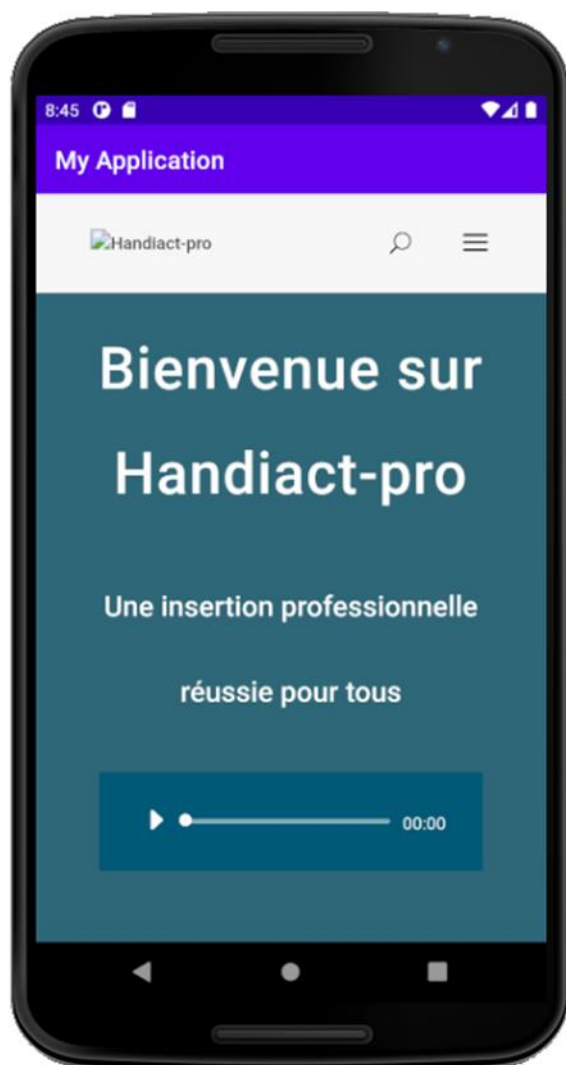 8:45
My Application
Handiact-pro
Bienvenue sur
Handiact-pro
Une insertion professionnelle
réussie pour tous
00:00